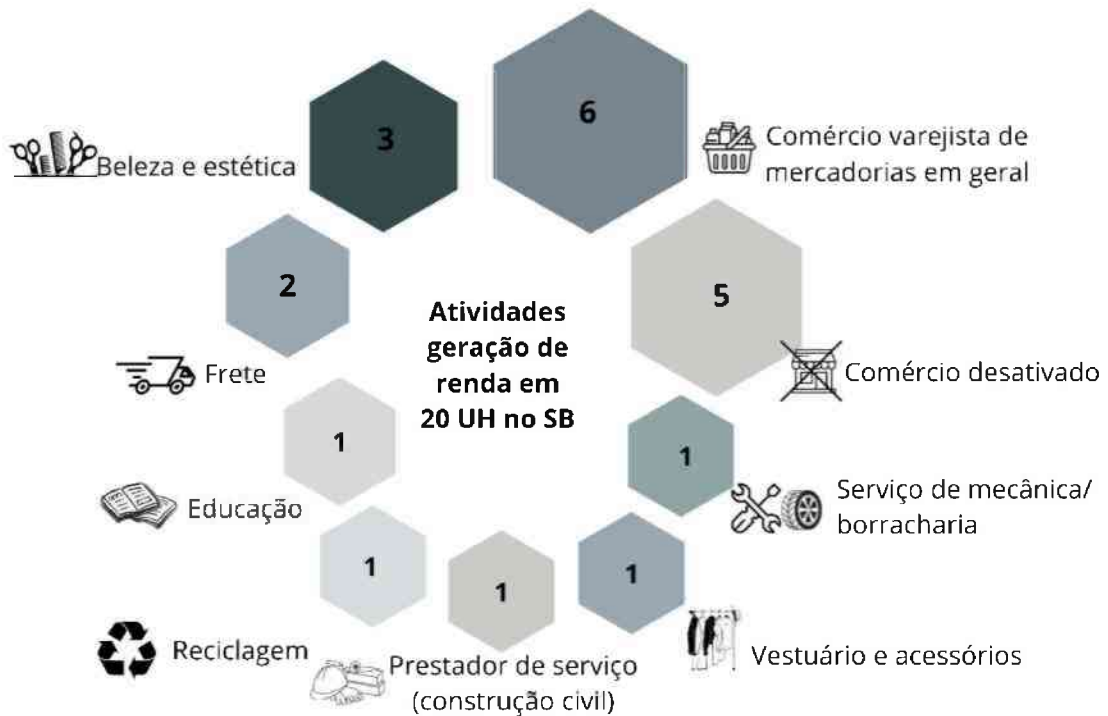 6
3
Comércio varejista de
mercadorias em geral
Beleza e estética
2
5
Atividades
geração de
renda em
20 UH no SB
Frete
Comércio desativado
1
1
Educação
Serviço de mecânica/
borracharia
1
1
1
Reciclagem
Prestador de serviço
(construção civil)
Vestuário e acessórios